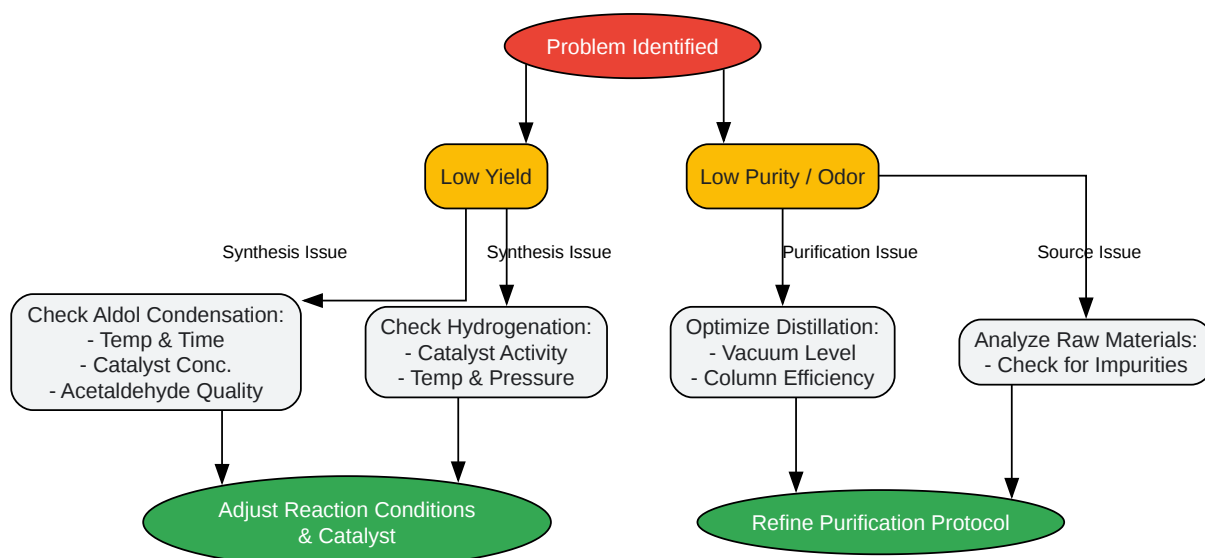 Problem Identified
Low Yield
Low Purity / Odor
Synthesis Issue
Synthesis Issue
Purification Issue
Source Issue
Check Aldol Condensation:
- Temp & Time
- Catalyst Conc.
- Acetaldehyde Quality
Check Hydrogenation:
- Catalyst Activity
- Temp & Pressure
Optimize Distillation:
- Vacuum Level
- Column Efficiency
Analyze Raw Materials:
- Check for Impurities
Adjust Reaction Conditions
& Catalyst
Refine Purification Protocol